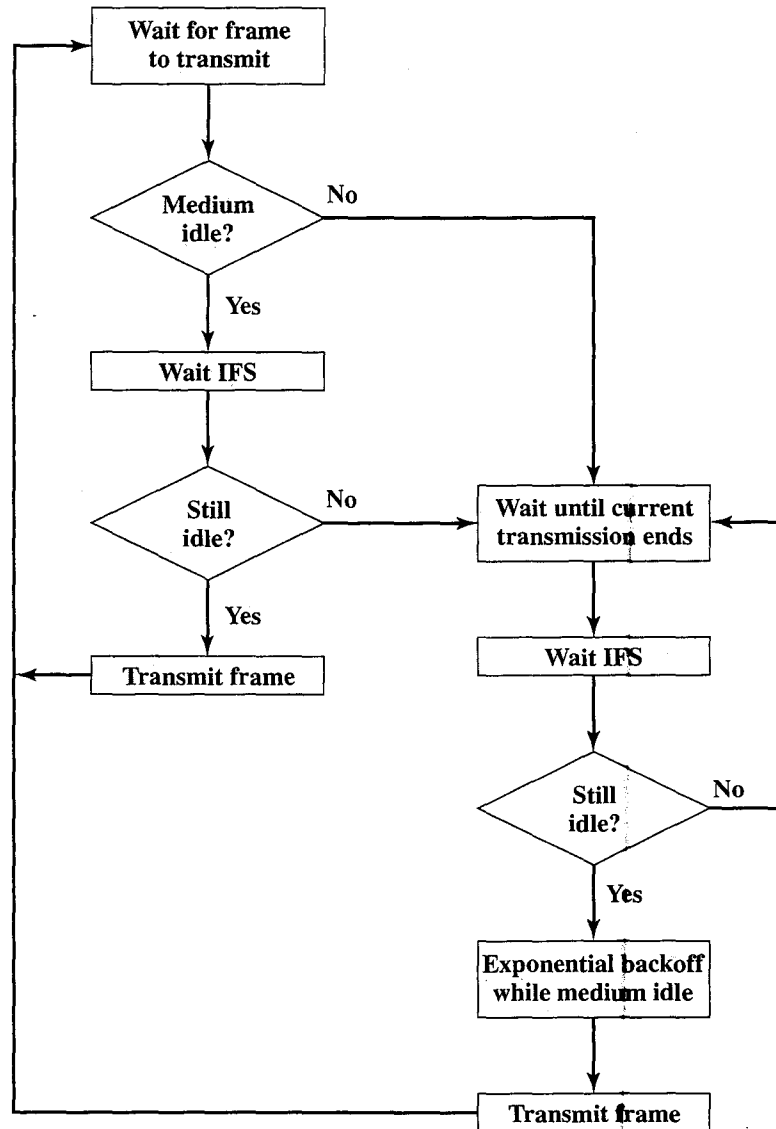 Wait for frame
to transmit
Medium
idle?
No
Yes
Wait IFS
Still
idle?
No
Yes
Transmit frame
Wait until current
transmission ends
Wait IFS
Still
idle?
No
Yes
Exponential backoff
while medium idle
Transmit frame